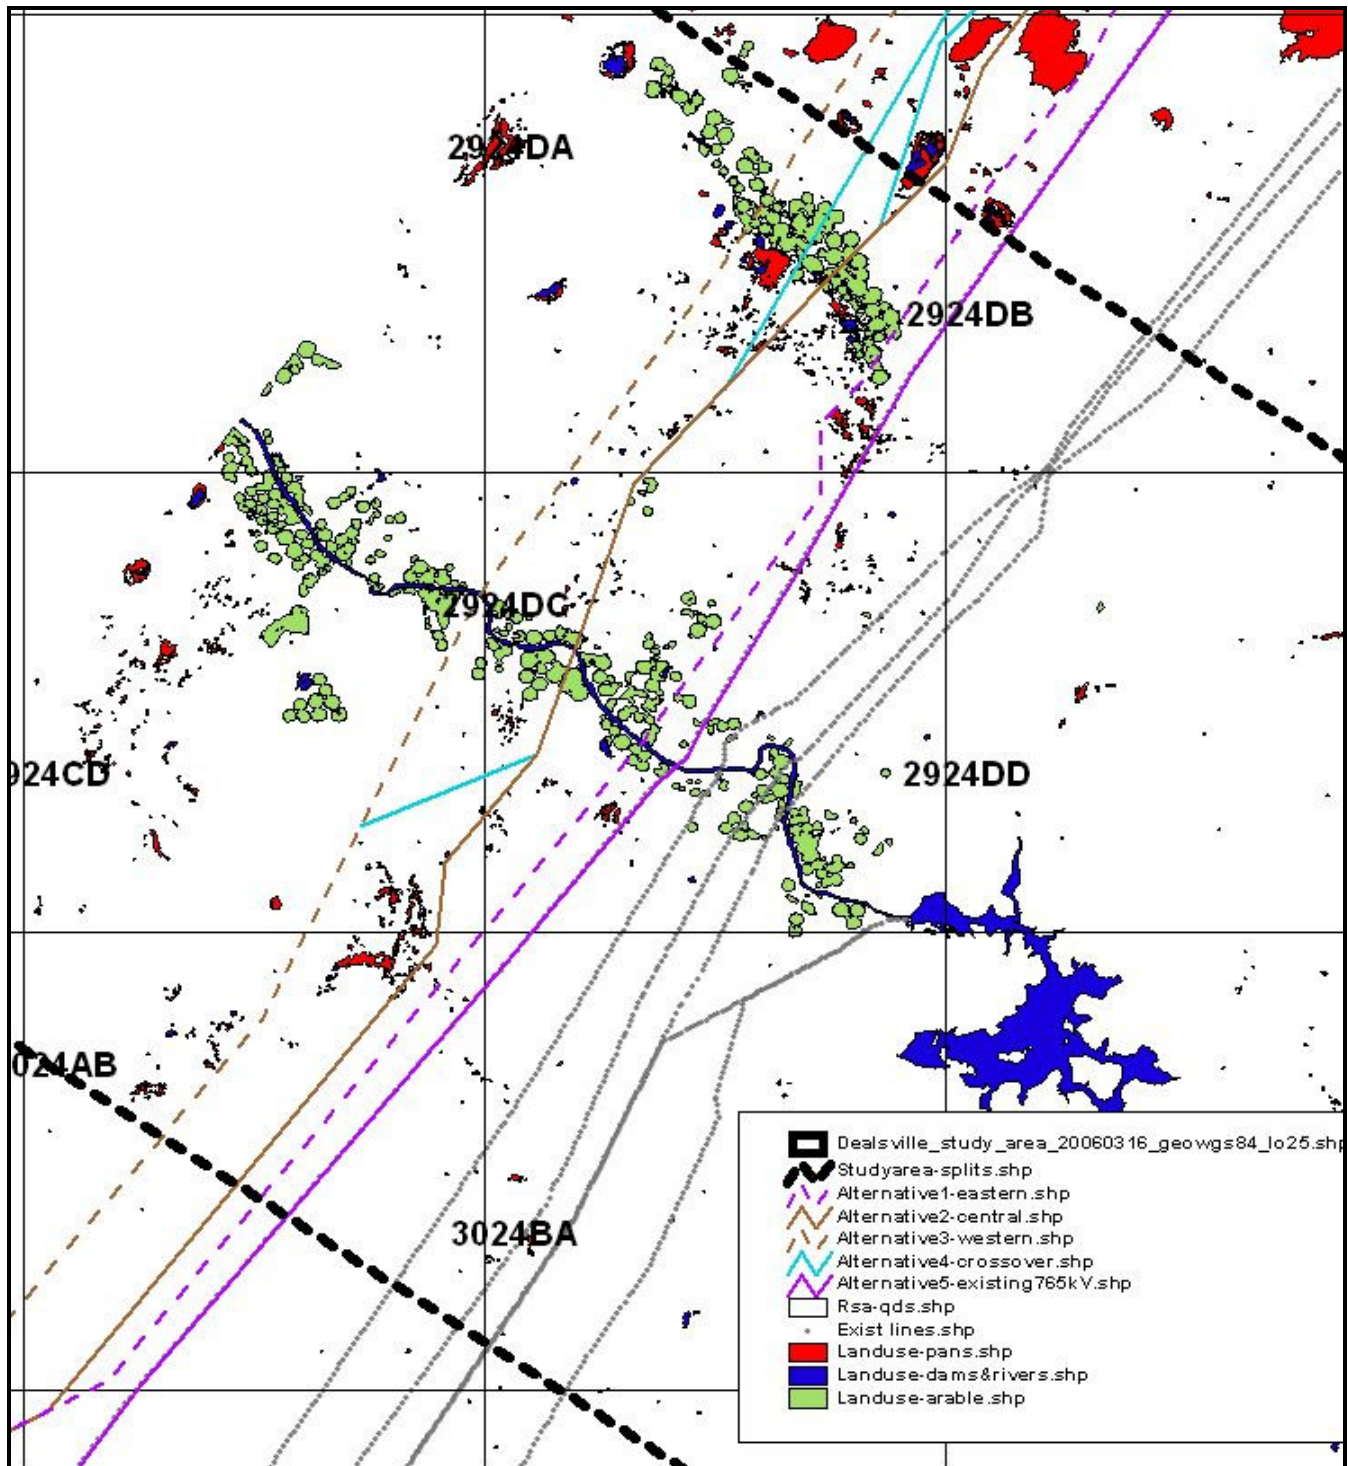 2924DA
2924DB
2924DC
924CD
2924DD
024AB
3024BA
Dealsville_study_area_20060316_geowgs84_lo25.shp
Studyarea-splits.shp
Alternative1-eastern.shp
Alternative2-central.shp
Alternative3-western.shp
Alternative4-crossover.shp
Alternative5-existing765kV.shp
Rsa-qds.shp
Exist lines.shp
Landuse-pans.shp
Landuse-dams&rivers.shp
Landuse-arable.shp